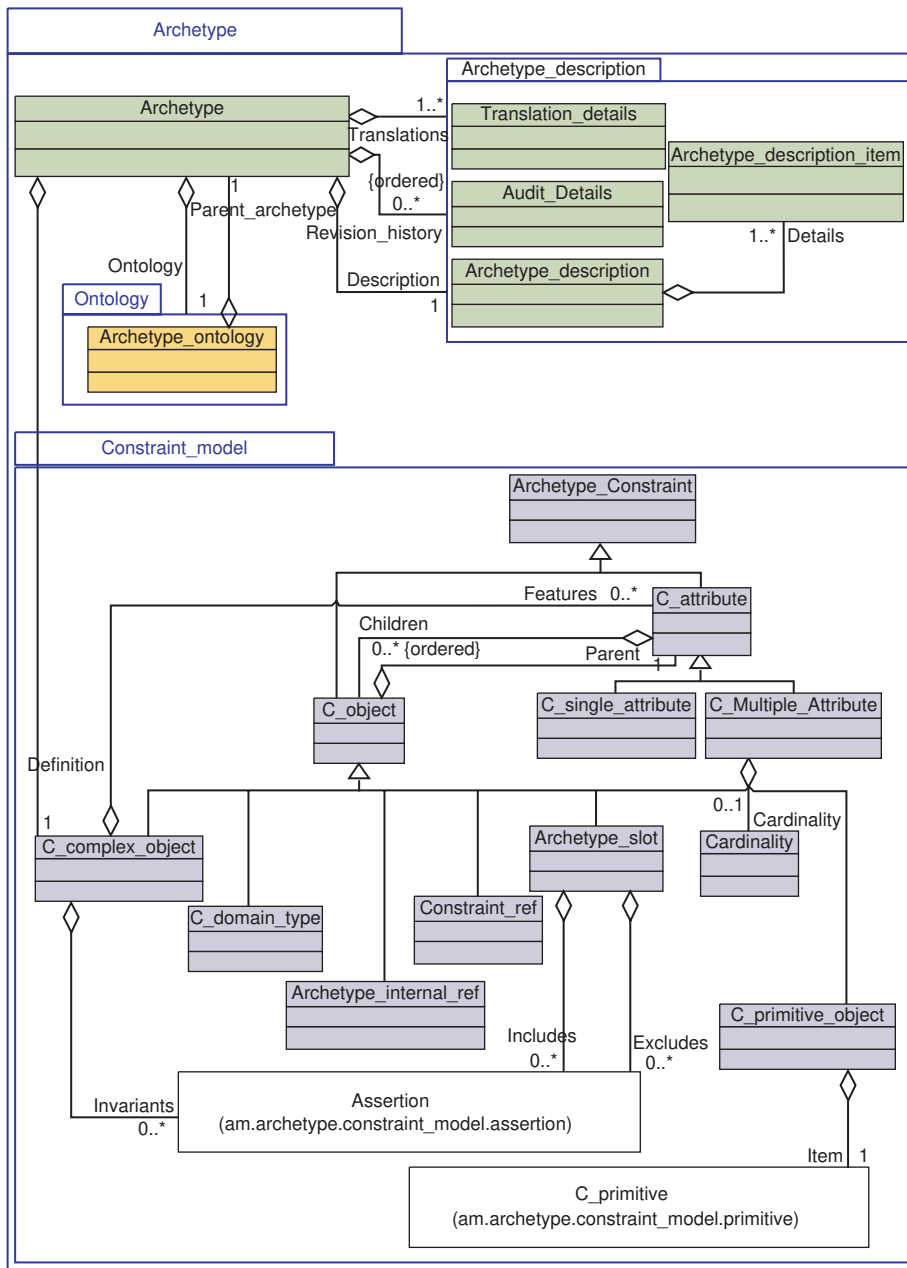 Archetype
Archetype_description
Archetype
1..*
Translations
Translation_details
Archetype_description_item
{ordered}
0..*
Revision_history
Audit_Details
1
Parent_archetype
1..*
Details
Ontology
Description
1
Archetype_description
Ontology
1
Archetype_ontology
Constraint_model
Archetype_Constraint
Features
0..*
C_attribute
Children
0..* {ordered}
Parent
1
C_object
C_single_attribute
C_Multiple_Attribute
Definition
1
0..1
Cardinality
C_complex_object
Archetype_slot
Cardinality
C_domain_type
Constraint_ref
Archetype_internal_ref
C_primitive_object
Includes
0..*
Excludes
0..*
Invariants
0..*
Assertion
(am.archetype.constraint_model.assertion)
Item
1
C_primitive
(am.archetype.constraint_model.primitive)